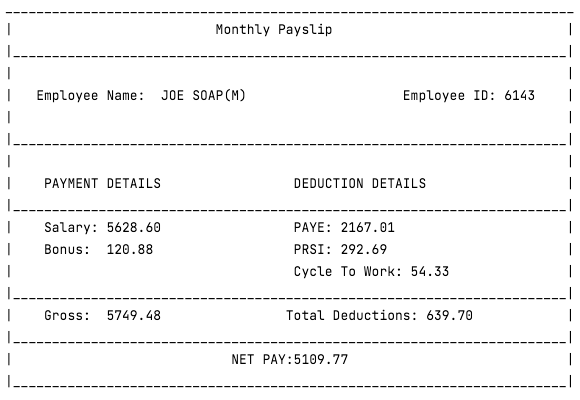 Monthly Payslip
Employee Name: JOE SOAP(M) Employee ID: 6143
PAYMENT DETAILS DEDUCTION DETAILS
Salary: 5628.60 PAYE: 2167.01
Bonus: 120.88 PRSI: 292.69
Cycle To Work: 54.33
Gross: 5749.48 Total Deductions: 639.70
NET PAY:5109.77